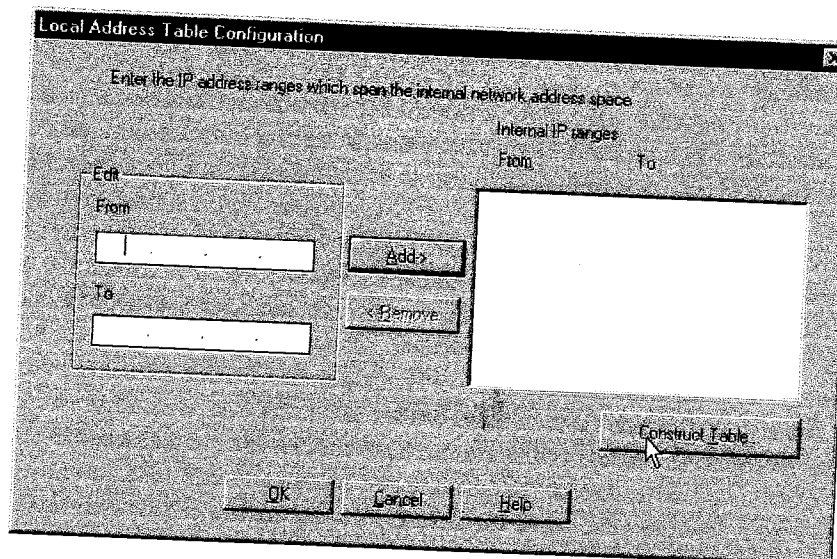 Local Address Table Configuration
Enter the IP address ranges which span the internal network address space
Internal IP ranges
From To
Edit
From
Add->
To
<-Remove
Construct Table
OK Cancel Help